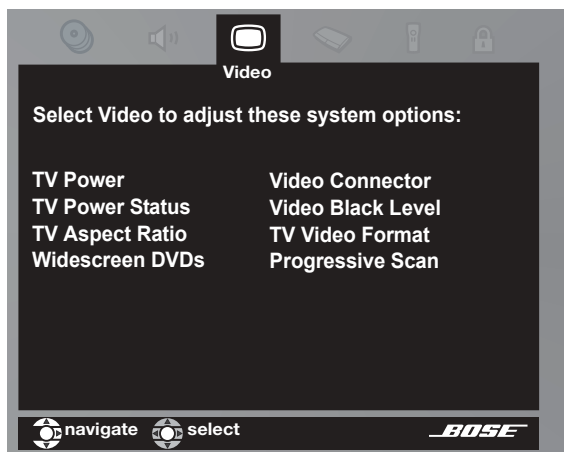 Video
Select Video to adjust these system options:
TV Power
TV Power Status
TV Aspect Ratio
Widescreen DVDs
Video Connector
Video Black Level
TV Video Format
Progressive Scan
navigate select BOSE